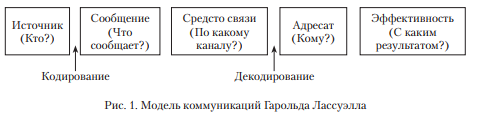 Источник
(Кто?)
Сообщение
(Что
сообщает?)
Средсто связи
(По какому
каналу?)
Адресат
(Кому?)
Эффективность
(С каким
результатом?)
Кодирование
Декодирование
Рис. 1. Модель коммуникаций Гарольда Лассуэлла